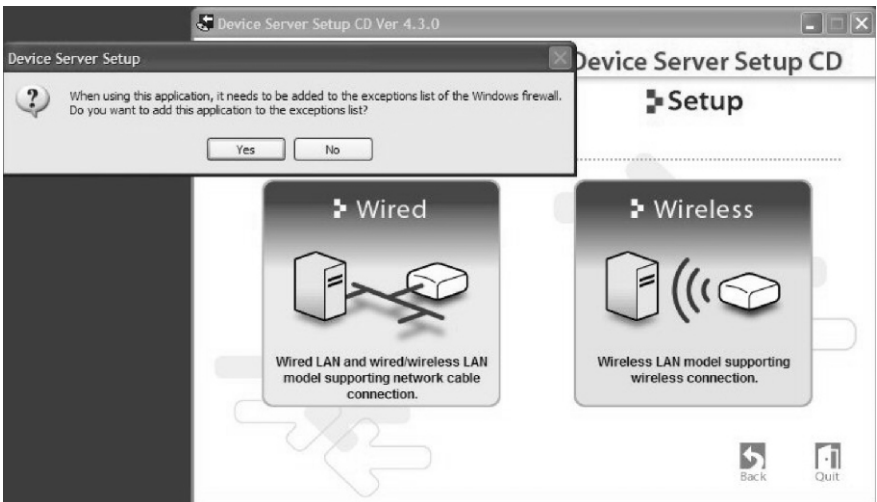 Device Server Setup CD Ver 4.3.0
Device Server Setup
Device Server Setup CD
When using this application, it needs to be added to the exceptions list of the Windows firewall.
Do you want to add this application to the exceptions list?
Setup
Yes
No
Wired
Wireless
Wired LAN and wired/wireless LAN
model supporting network cable
connection.
Wireless LAN model supporting
wireless connection.
Back
Quit